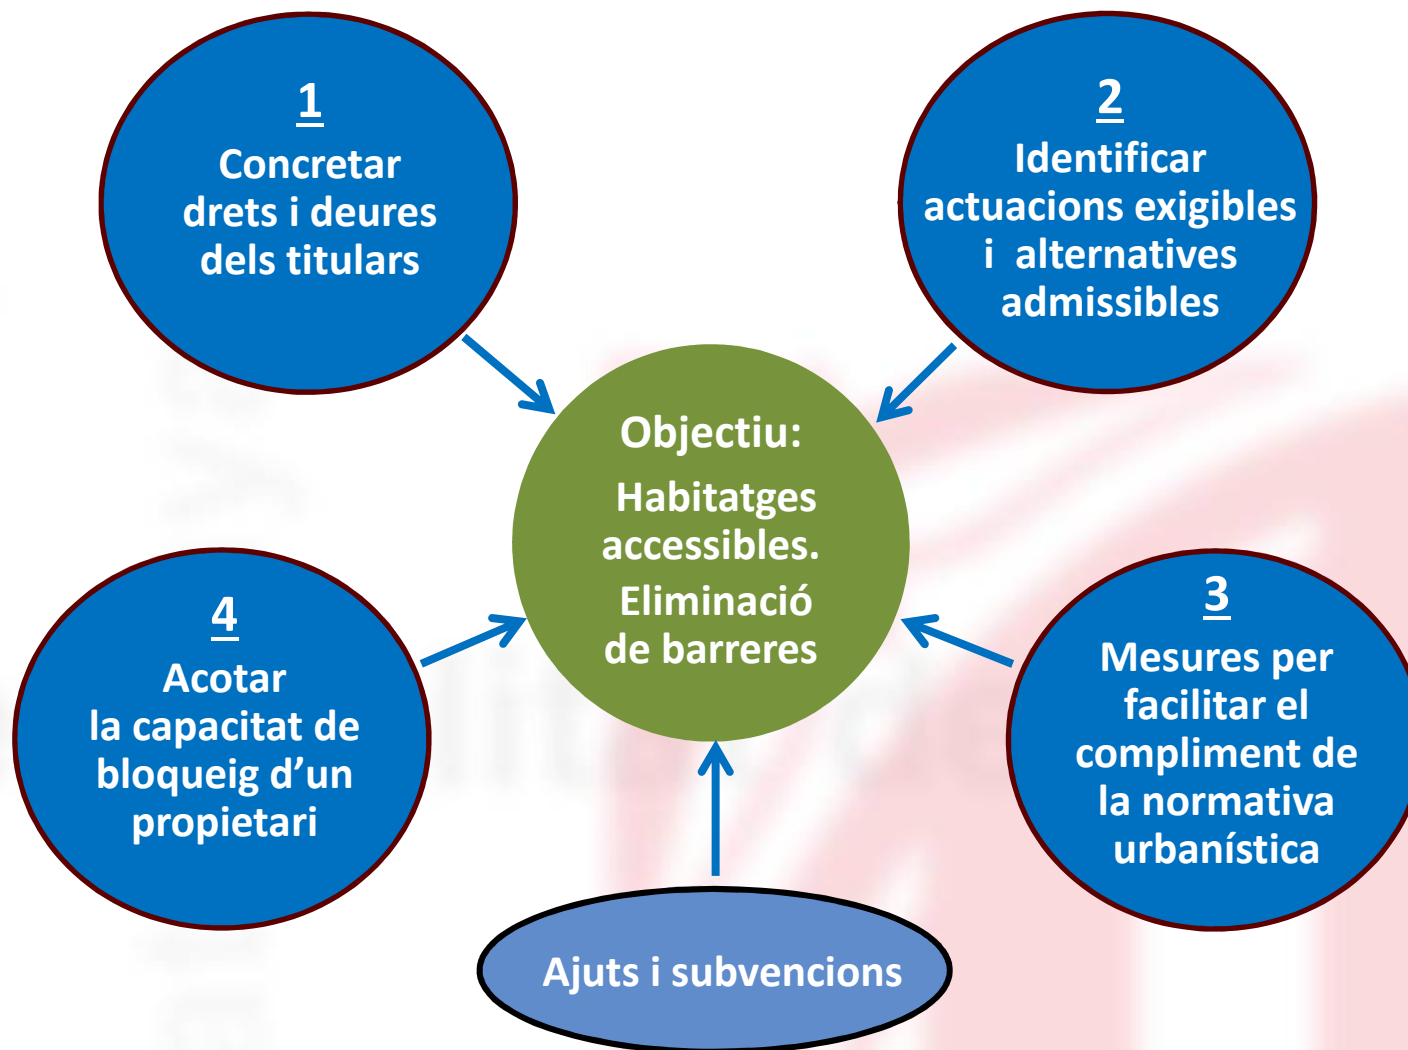 1
Concretar
drets i deures
dels titulars
2
Identificar
actuacions exigibles
i alternatives
admissibles
Objectiu:
Habitatges
accessibles.
Eliminació
de barreres
3
Mesures per
facilitar el
compliment de
la normativa
urbanística
4
Acotar
la capacitat de
bloqueig d'un
propietari
Ajuts i subvencions